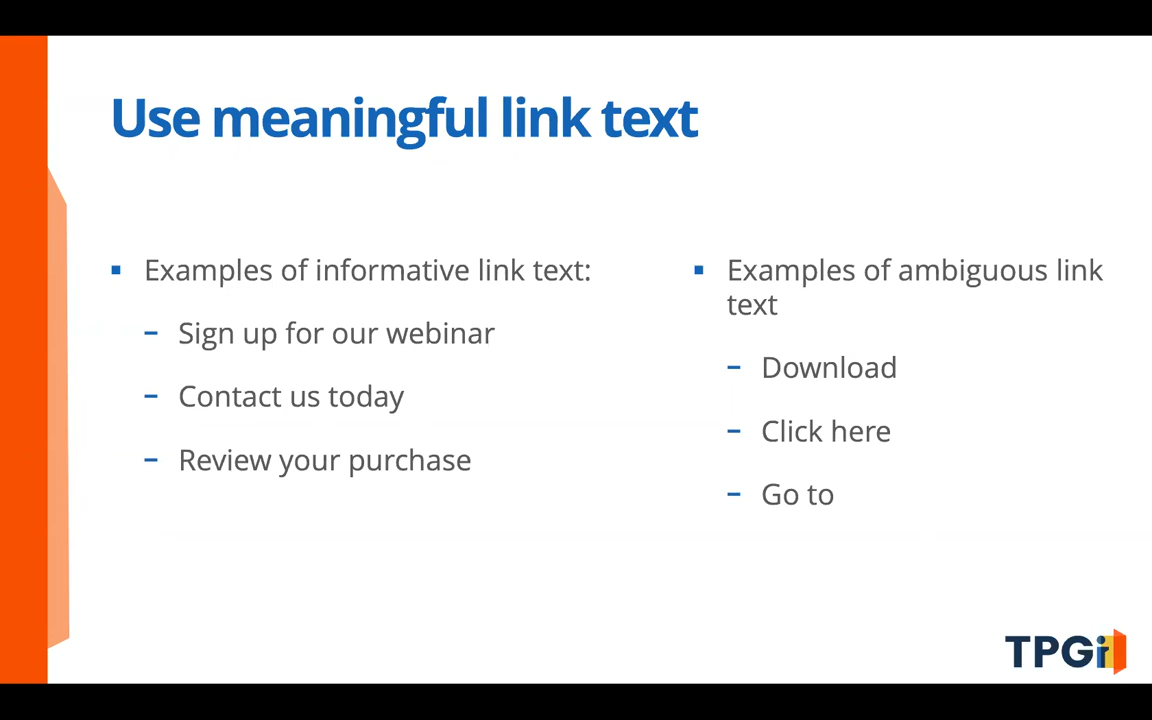 Use meaningful link text
▪ Examples of informative link text:
– Sign up for our webinar
– Contact us today
– Review your purchase
▪ Examples of ambiguous link
text
– Download
– Click here
– Go to
TPGi